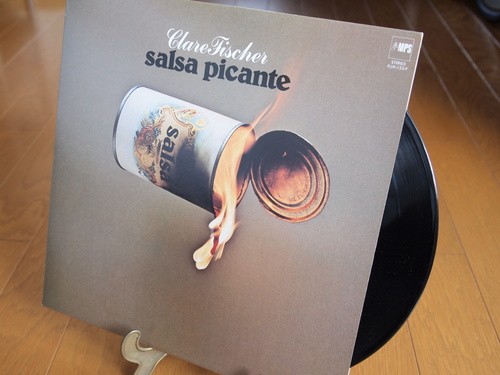 Clare Fischer
salsa picante
MPS
STEREO
salsa